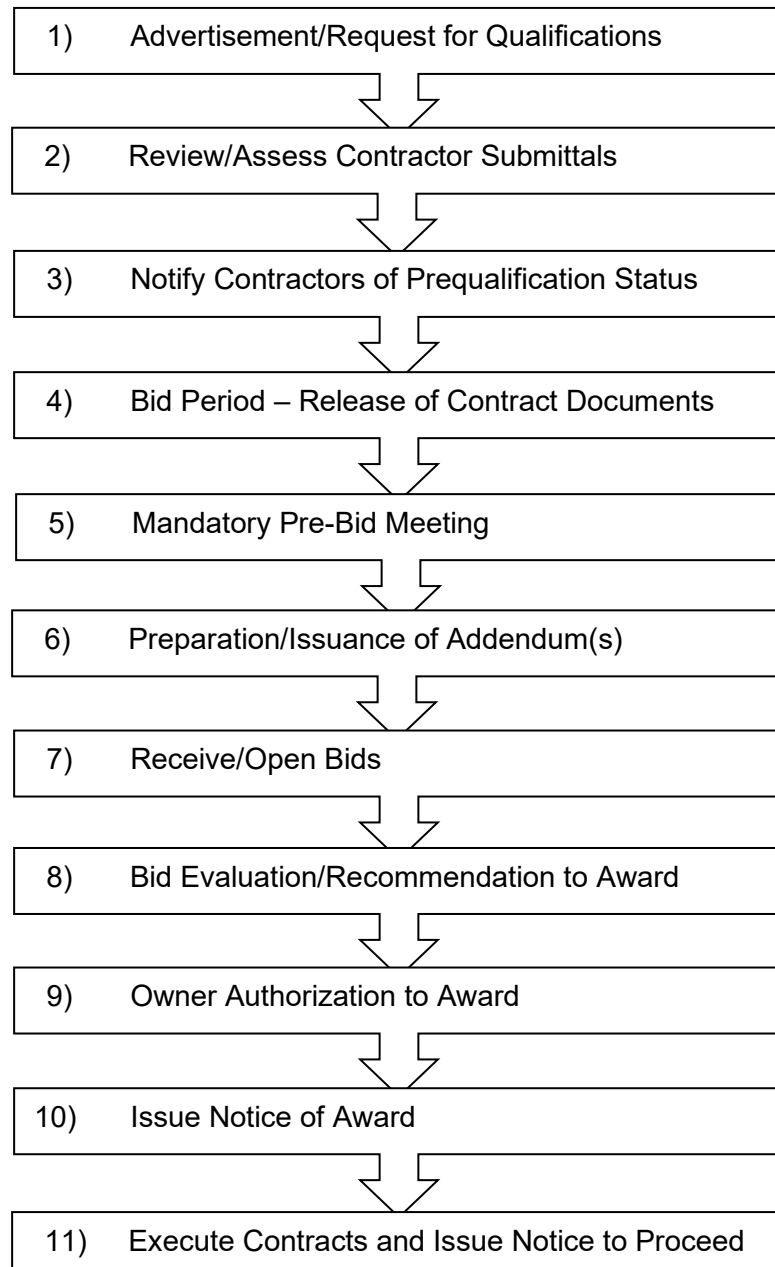 1) Advertisement/Request for Qualifications
2) Review/Assess Contractor Submittals
3) Notify Contractors of Prequalification Status
4) Bid Period – Release of Contract Documents
5) Mandatory Pre-Bid Meeting
6) Preparation/Issuance of Addendum(s)
7) Receive/Open Bids
8) Bid Evaluation/Recommendation to Award
9) Owner Authorization to Award
10) Issue Notice of Award
11) Execute Contracts and Issue Notice to Proceed